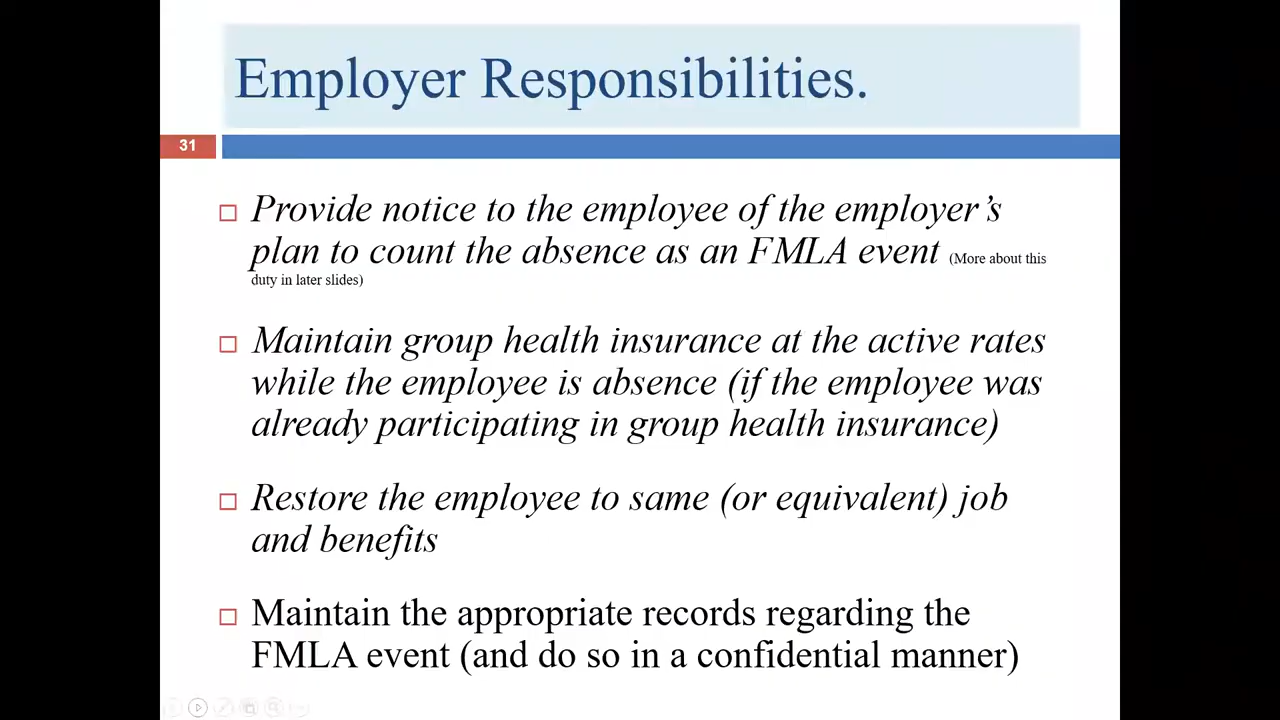 Employer Responsibilities.
31
Provide notice to the employee of the employer’s
plan to count the absence as an FMLA event (More about this
duty in later slides)
Maintain group health insurance at the active rates
while the employee is absence (if the employee was
already participating in group health insurance)
Restore the employee to same (or equivalent) job
and benefits
Maintain the appropriate records regarding the
FMLA event (and do so in a confidential manner)